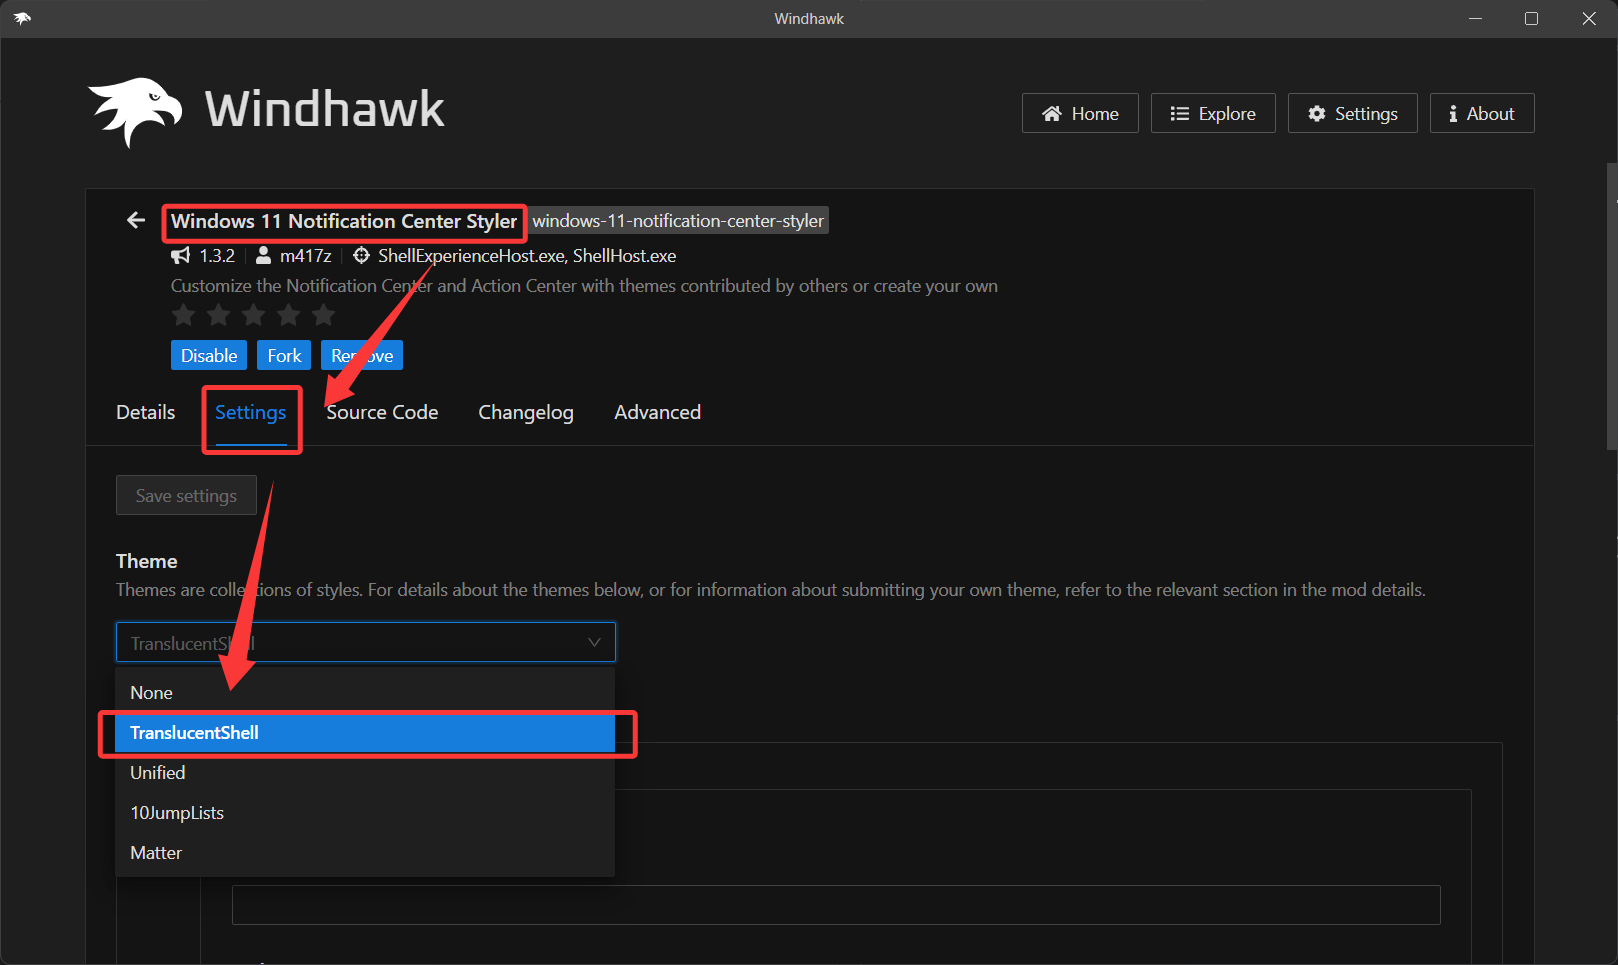 Windhawk
Windhawk
Home
Explore
Settings
About
Windows 11 Notification Center Styler windows-11-notification-center-styler
1.3.2 m417z ShellExperienceHost.exe, ShellHost.exe
Customize the Notification Center and Action Center with themes contributed by others or create your own
Disable Fork Remove
Details Settings Source Code Changelog Advanced
Save settings
Theme
Themes are collections of styles. For details about the themes below, or for information about submitting your own theme, refer to the relevant section in the mod details.
TranslucentShell
None
TranslucentShell
Unified
10JumpLists
Matter